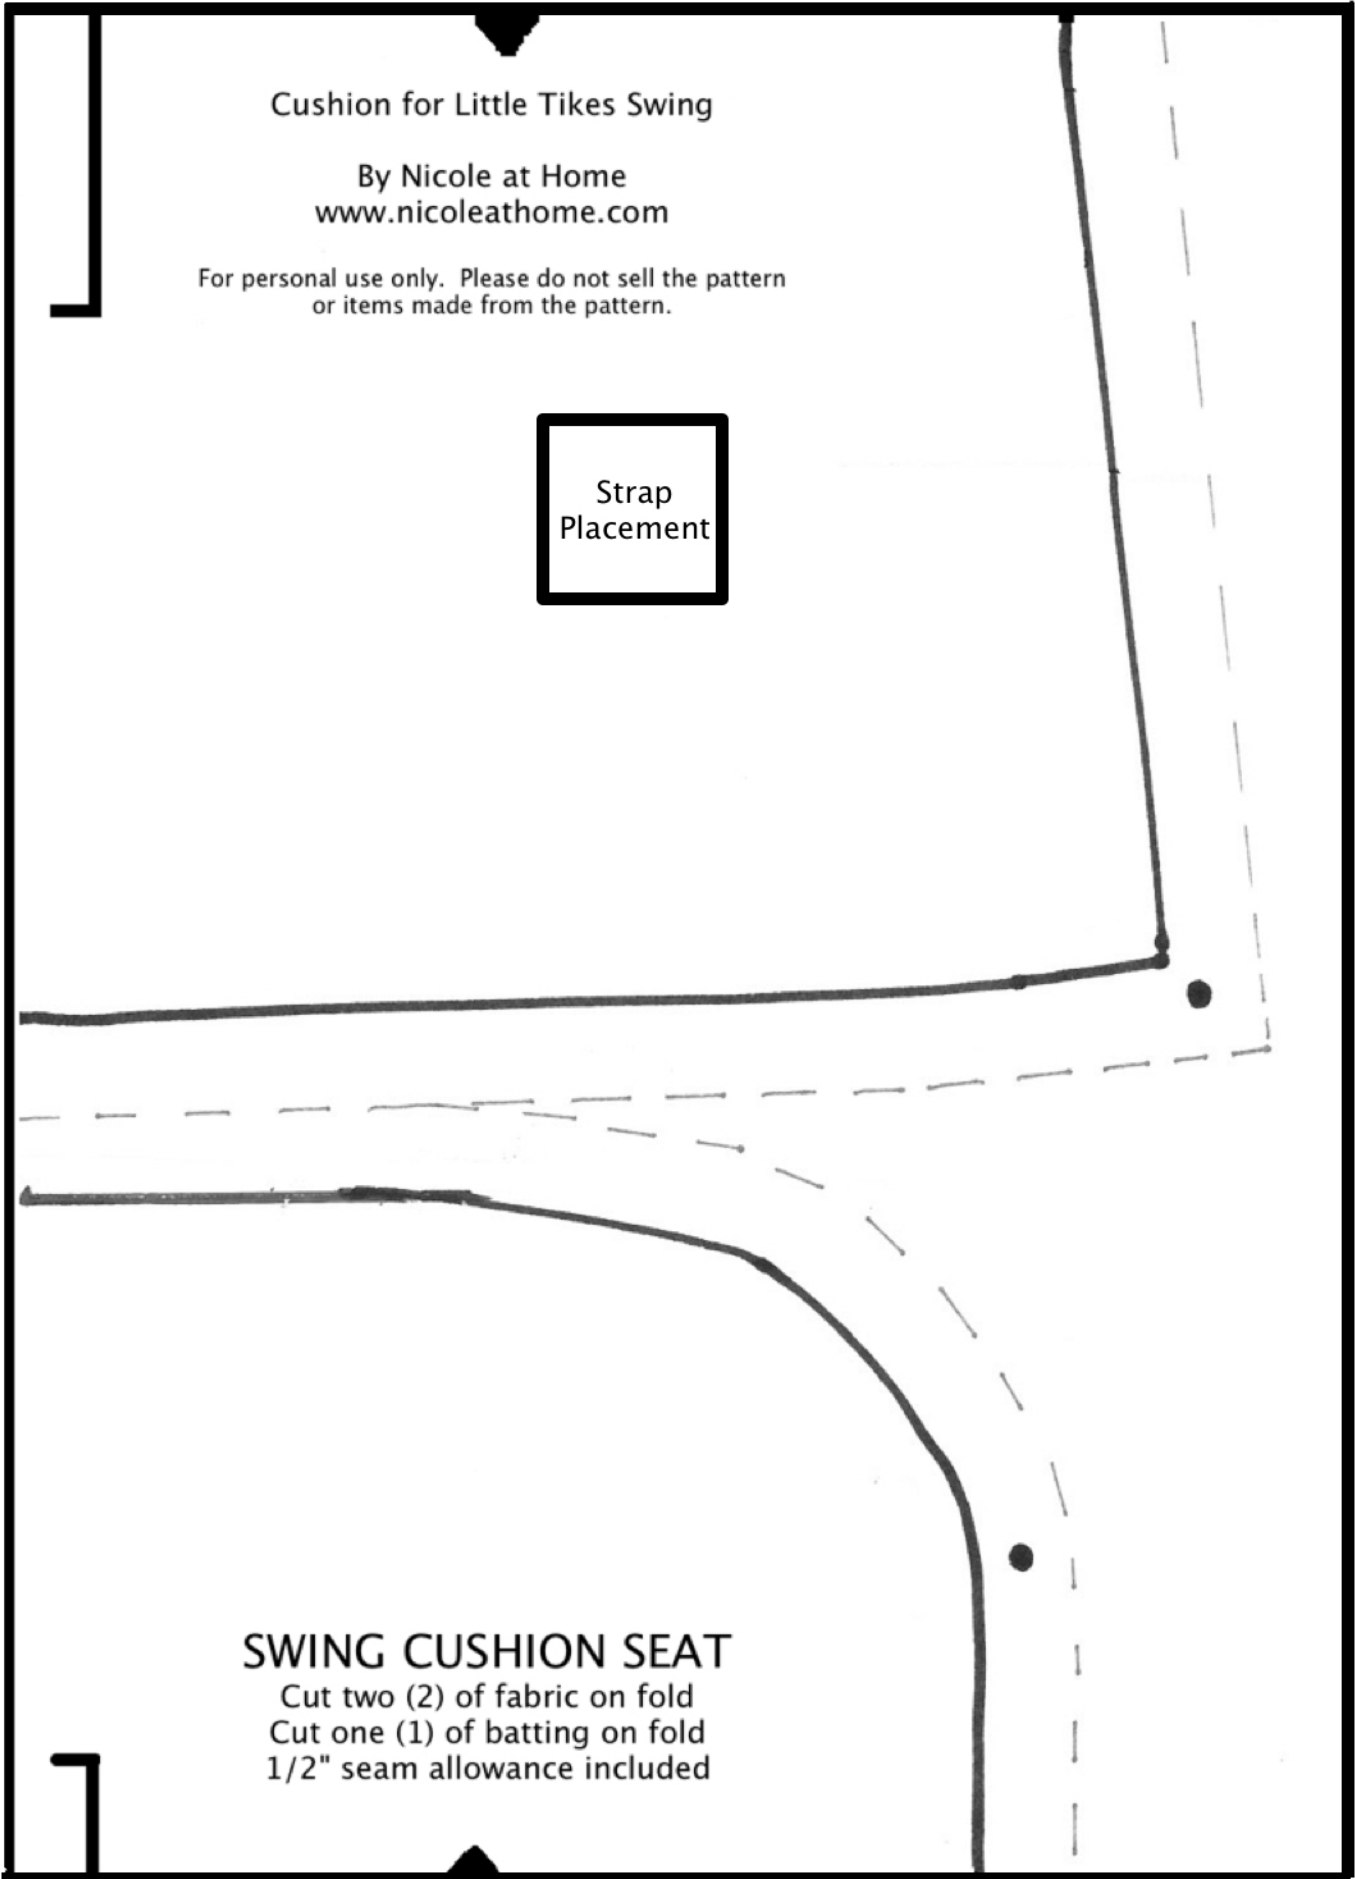 Cushion for Little Tikes Swing
By Nicole at Home
www.nicoleathome.com
For personal use only.  Please do not sell the pattern
or items made from the pattern.
Strap
Placement
SWING CUSHION SEAT
Cut two (2) of fabric on fold
Cut one (1) of batting on fold
1/2" seam allowance included